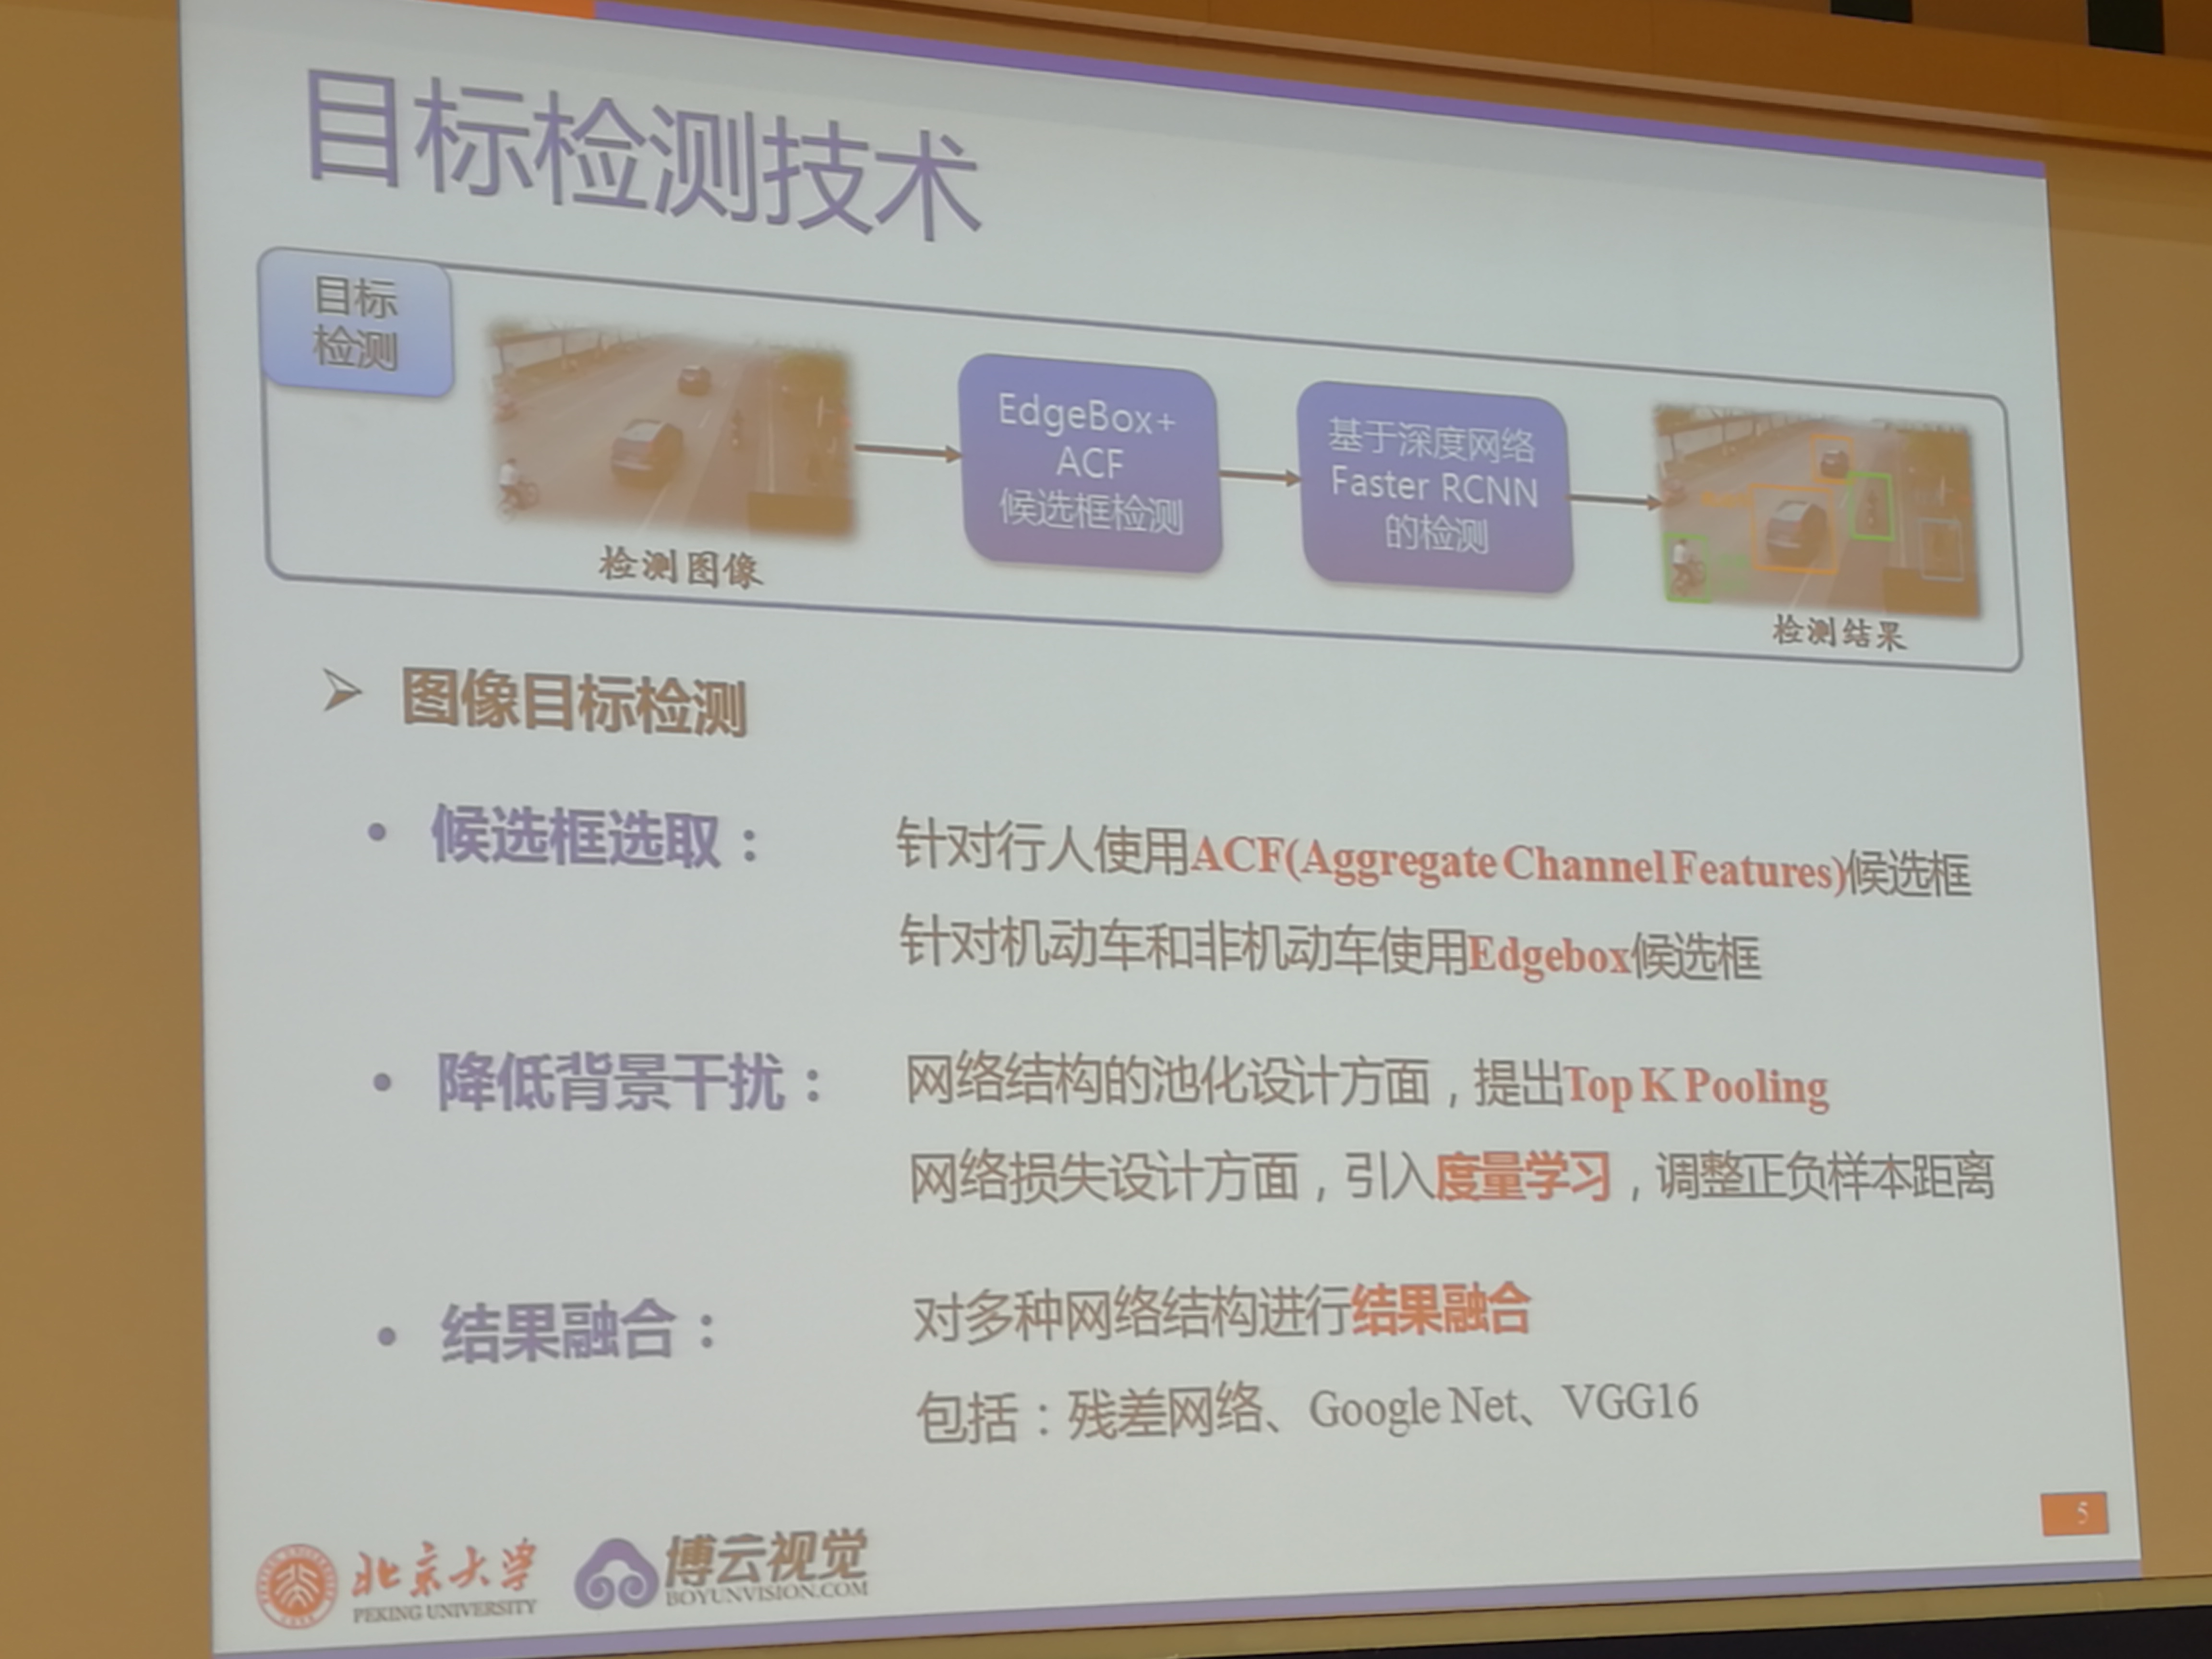 目标检测技术
目标
检测
检测图像
EdgeBox+
ACF
候选框检测
基于深度网络
Faster RCNN
的检测
检测结果
图像目标检测
• 候选框选取：
针对行人使用ACF(Aggregate Channel Features)候选框
针对机动车和非机动车使用Edgebox候选框
• 降低背景干扰：
网络结构的池化设计方面，提出Top K Pooling
网络损失设计方面，引入度量学习，调整正负样本距离
• 结果融合：
对多种网络结构进行结果融合
包括：残差网络、Google Net、VGG16
5
北京大学
PEKING UNIVERSITY
博云视觉
BOYUNVISION.COM